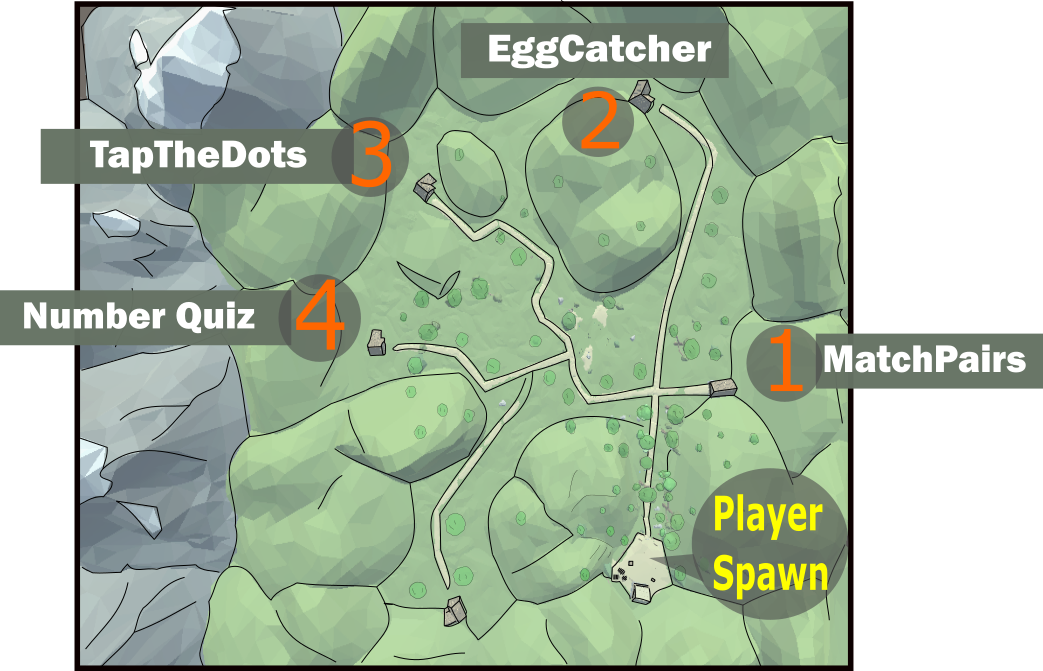 EggCatcher
2
TapTheDots
3
Number Quiz
4
1
MatchPairs
Player
Spawn